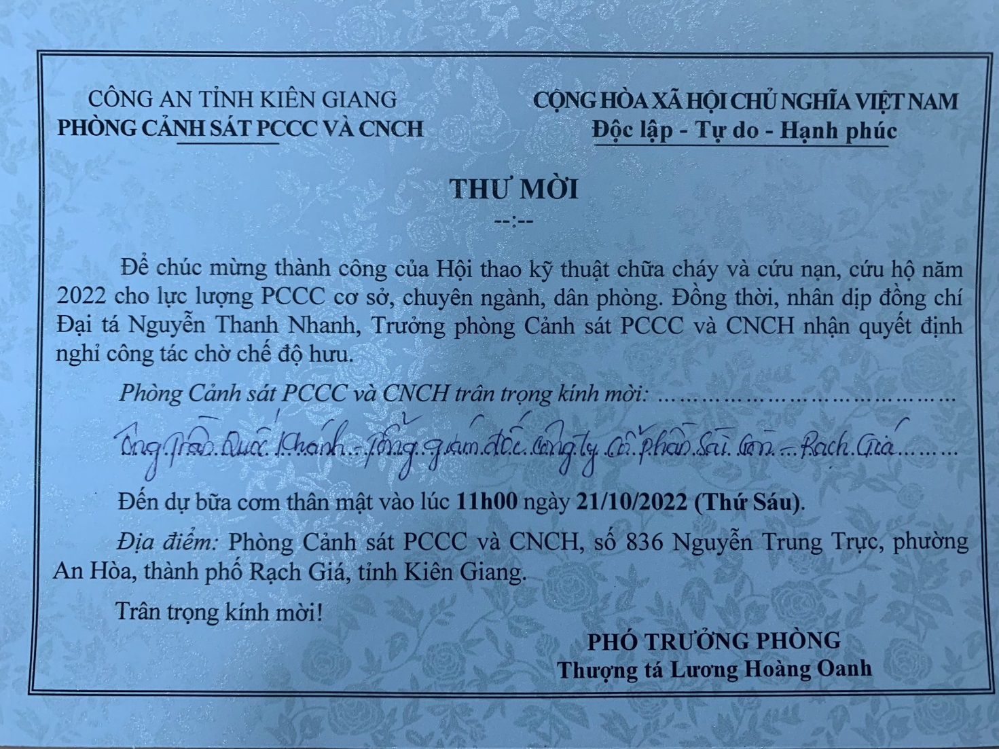 CÔNG AN TỈNH KIÊN GIANG
PHÒNG CẢNH SÁT PCCC VÀ CNCH
CỘNG HÒA XÃ HỘI CHỦ NGHĨA VIỆT NAM
Độc lập - Tự do - Hạnh phúc
THƯ MỜI
--:--
Để chúc mừng thành công của Hội thao kỹ thuật chữa cháy và cứu nạn, cứu hộ năm
2022 cho lực lượng PCCC cơ sở, chuyên ngành, dân phòng. Đồng thời, nhân dịp đồng chí
Đại tá Nguyễn Thanh Nhanh, Trưởng phòng Cảnh sát PCCC và CNCH nhận quyết định
nghỉ công tác chờ chế độ hưu.
Phòng Cảnh sát PCCC và CNCH trân trọng kính mời: ........................................
Ông Trần Quốc Khánh - Tổng giám đốc Công ty Cổ phần Sài Gòn - Rạch Giá........
Đến dự bữa cơm thân mật vào lúc 11h00 ngày 21/10/2022 (Thứ Sáu).
Địa điểm: Phòng Cảnh sát PCCC và CNCH, số 836 Nguyễn Trung Trực, phường
An Hòa, thành phố Rạch Giá, tỉnh Kiên Giang.
Trân trọng kính mời!
PHÓ TRƯỞNG PHÒNG
Thượng tá Lương Hoàng Oanh